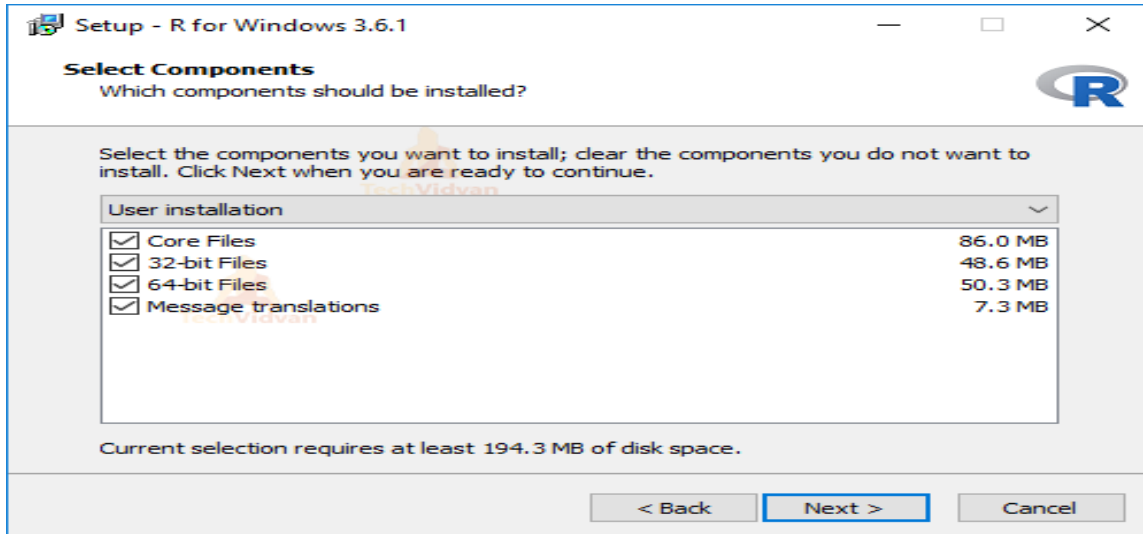 Setup - R for Windows 3.6.1
Select Components
Which components should be installed?
R
Select the components you want to install; clear the components you do not want to
install. Click Next when you are ready to continue.
TechVidvan
User installation
Core Files 86.0 MB
32-bit Files 48.6 MB
64-bit Files 50.3 MB
Message translations 7.3 MB
TechVidvan
Current selection requires at least 194.3 MB of disk space.
< Back Next > Cancel